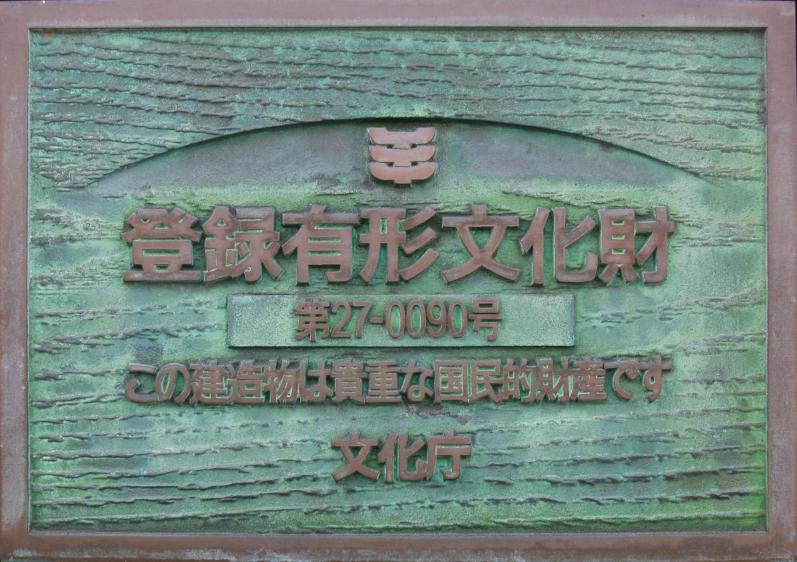 登録有形文化財
第27-0090号
この建造物は貴重な国民的財産です
文化庁